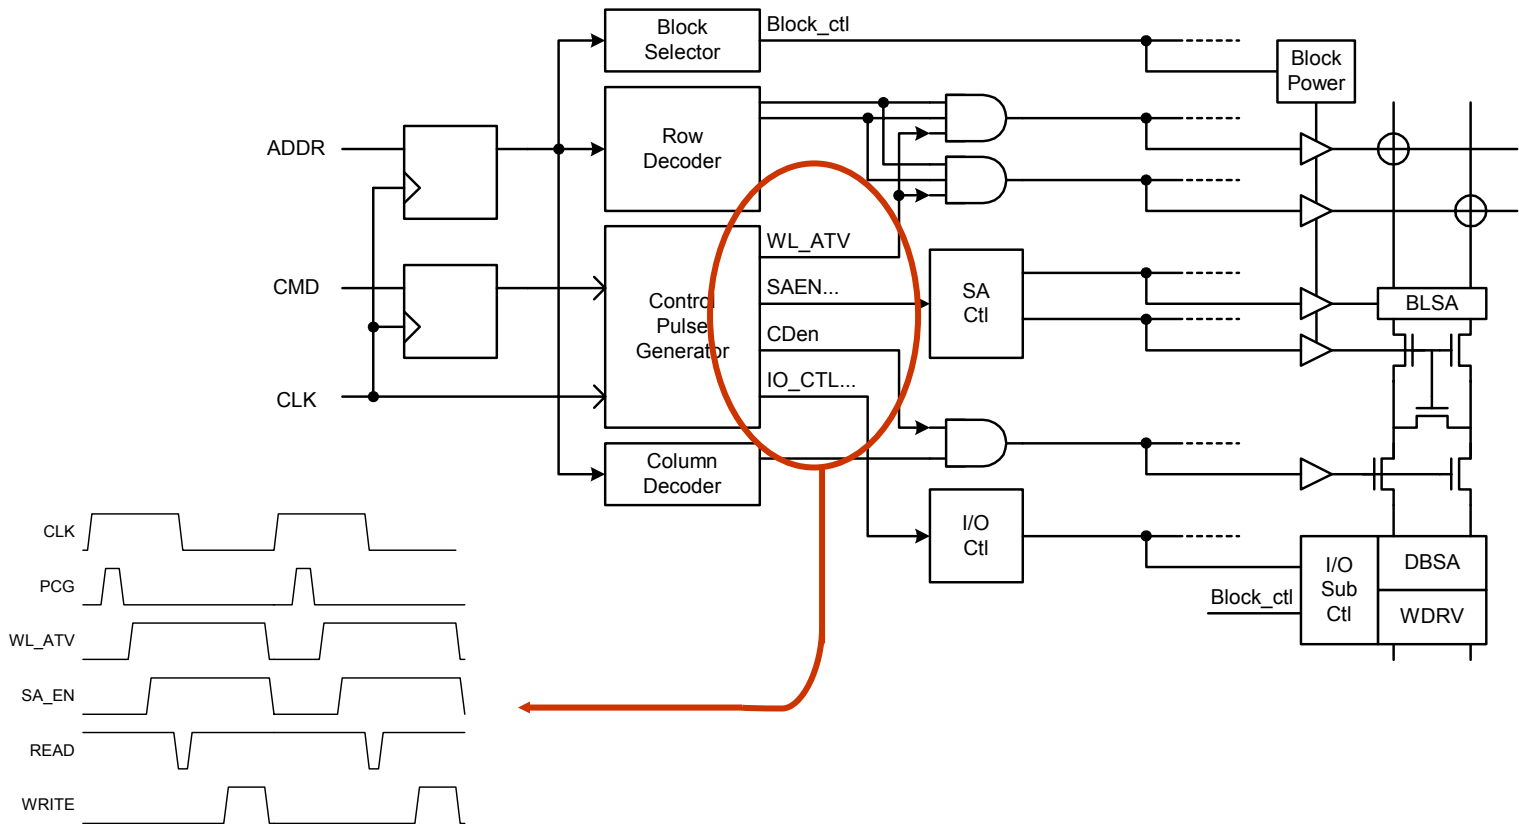 Block
Selector
Block_ctl
Block
Power
ADDR
Row
Decoder
WL_ATV
CMD
Control
Pulse
Generator
SAEN...
SA
Ctl
BLSA
CDen
CLK
IO_CTL...
Column
Decoder
I/O
Ctl
I/O
Sub
Ctl
DBSA
Block_ctl
WDRV
CLK
PCG
WL_ATV
SA_EN
READ
WRITE